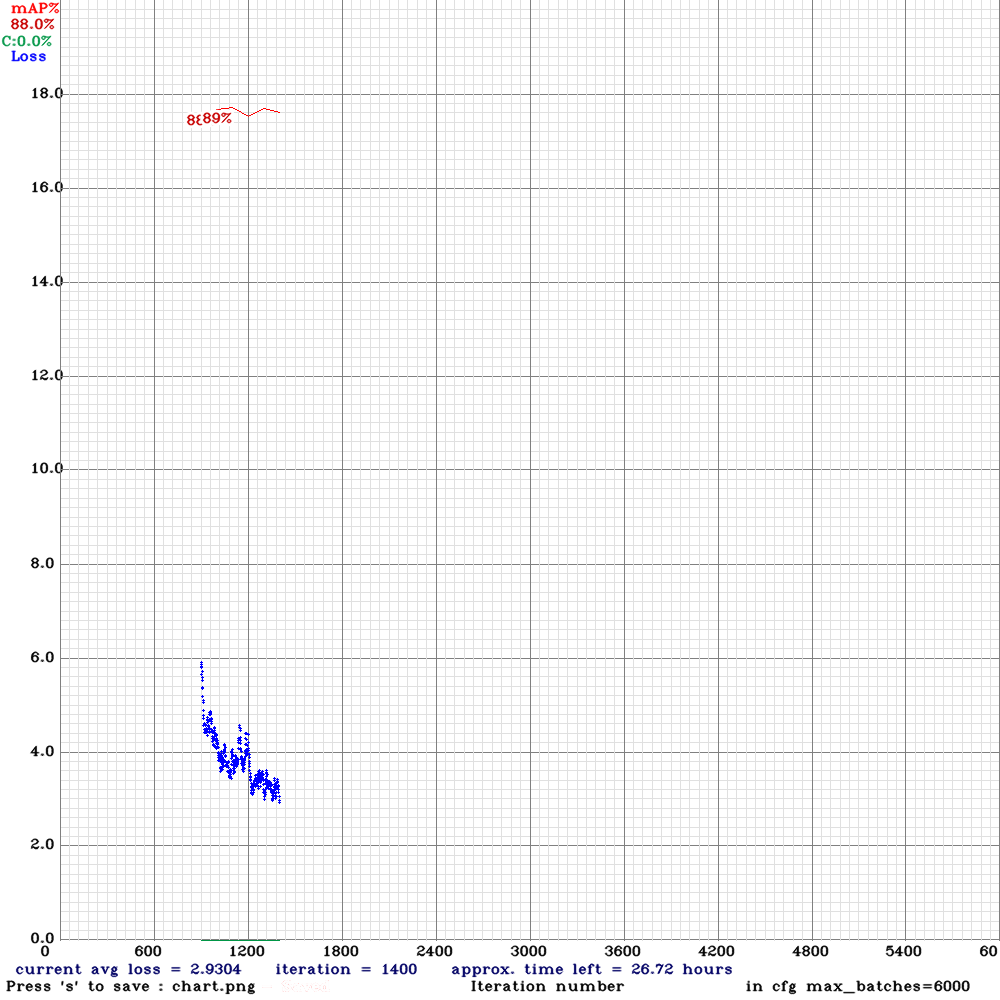 mAP%
88.0%
C:0.0%
Loss
18.0
89%
16.0
14.0
12.0
10.0
8.0
6.0
4.0
2.0
0.0
0 600 1200 1800 2400 3000 3600 4200 4800 5400 60
current avg loss = 2.9304 iteration = 1400 approx. time left = 26.72 hours
Press 's' to save : chart.png Iteration number in cfg max_batches=6000